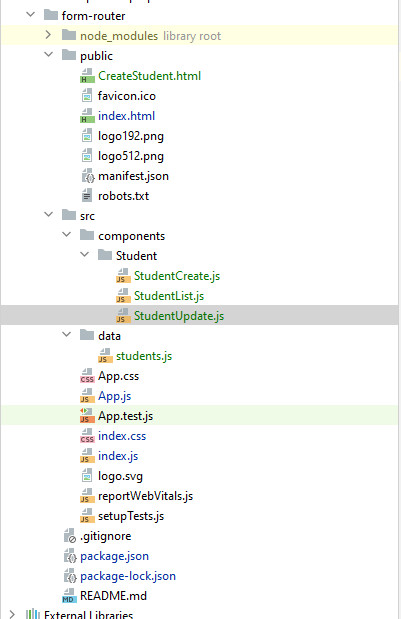 form-router
node_modules library root
public
CreateStudent.html
favicon.ico
index.html
logo192.png
logo512.png
manifest.json
robots.txt
src
components
Student
StudentCreate.js
StudentList.js
StudentUpdate.js
data
students.js
App.css
App.js
App.test.js
index.css
index.js
logo.svg
reportWebVitals.js
setupTests.js
.gitignore
package.json
package-lock.json
README.md
External Libraries